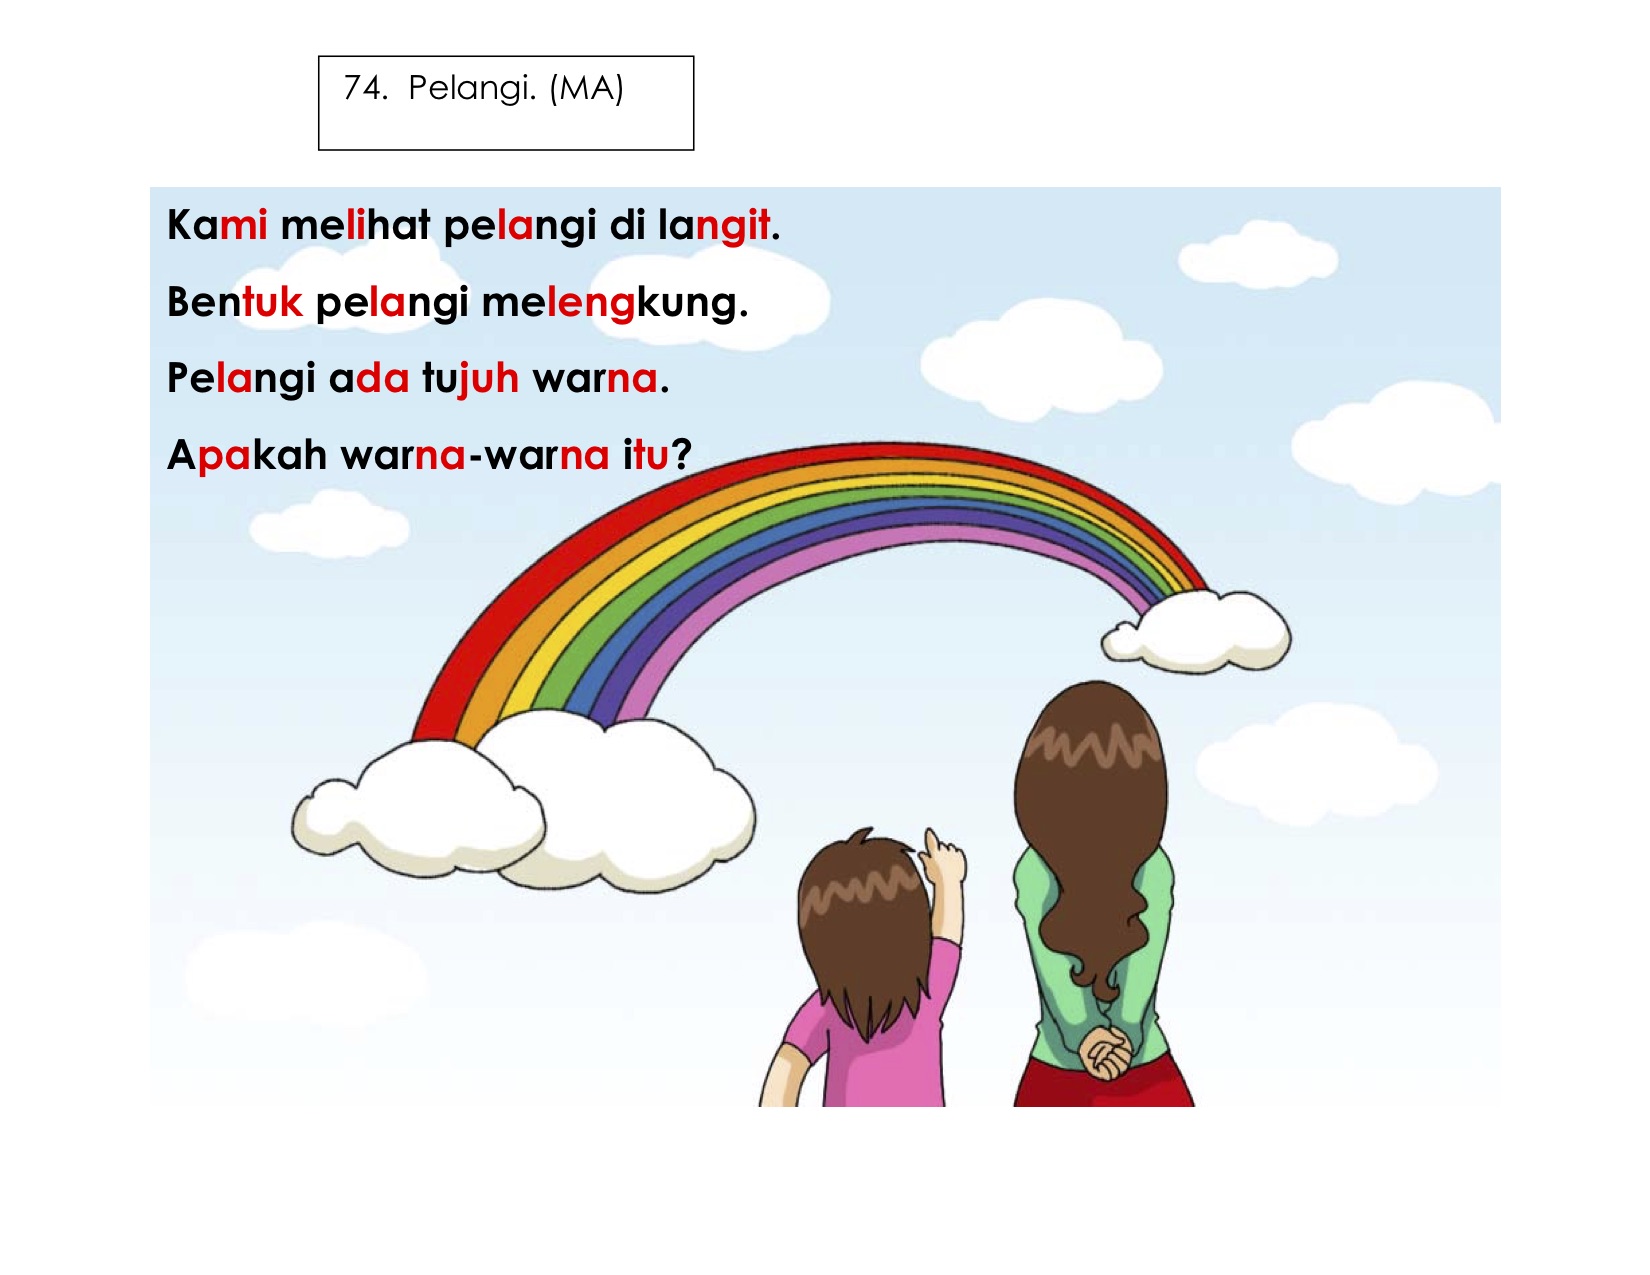 74. Pelangi. (MA)
Kami melihat pelangi di langit.
Bentuk pelangi melengkung.
Pelangi ada tujuh warna.
Apakah warna-warna itu?